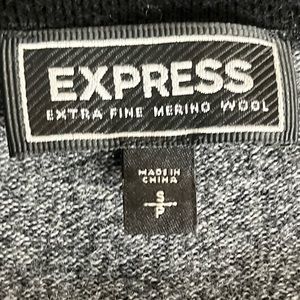 EXPRESS
EXTRA FINE MERINO WOOL
MADE IN
CHINA
S
P